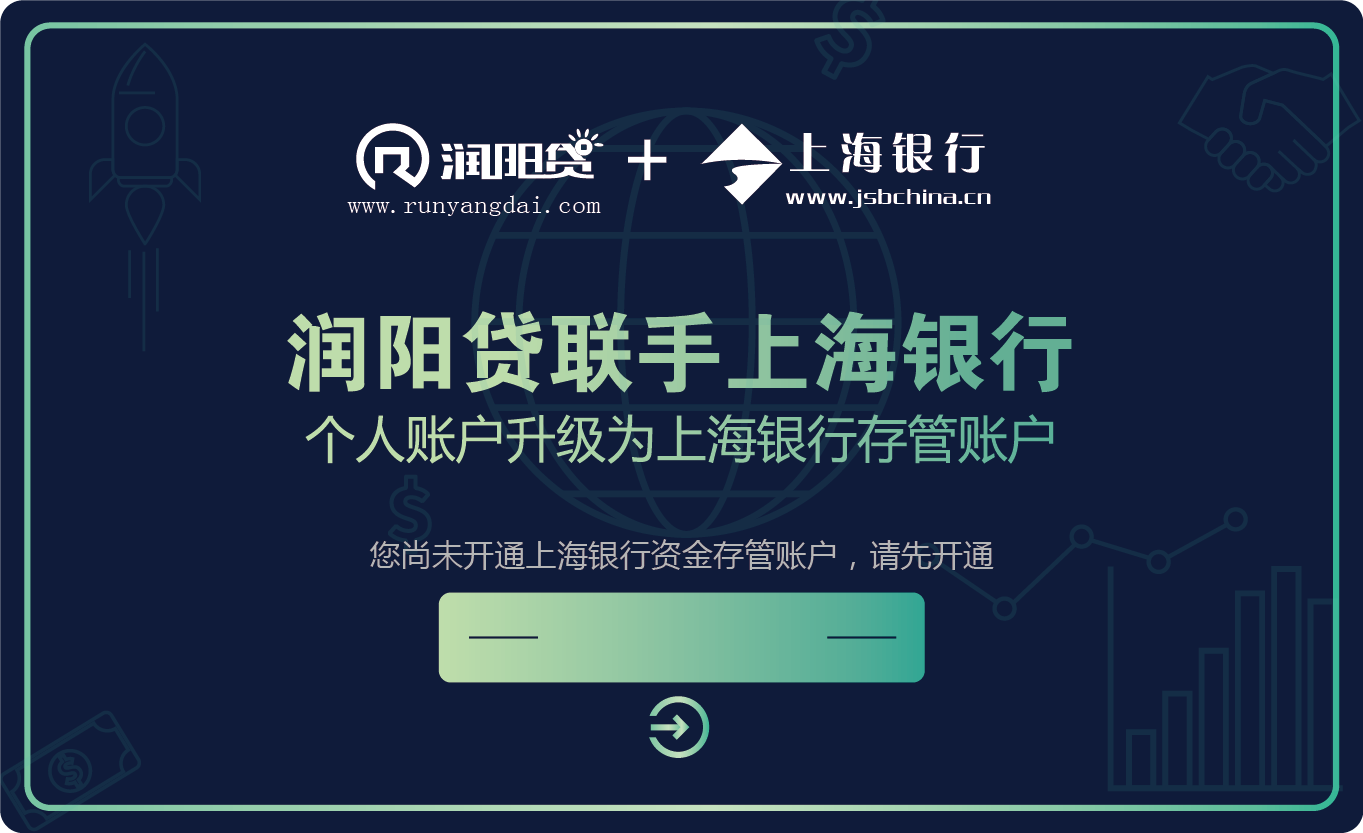 润阳贷 + 上海银行
www.runyangdai.com www.jsbchina.cn
润阳贷联手上海银行
个人账户升级为上海银行存管账户
您尚未开通上海银行资金存管账户，请先开通